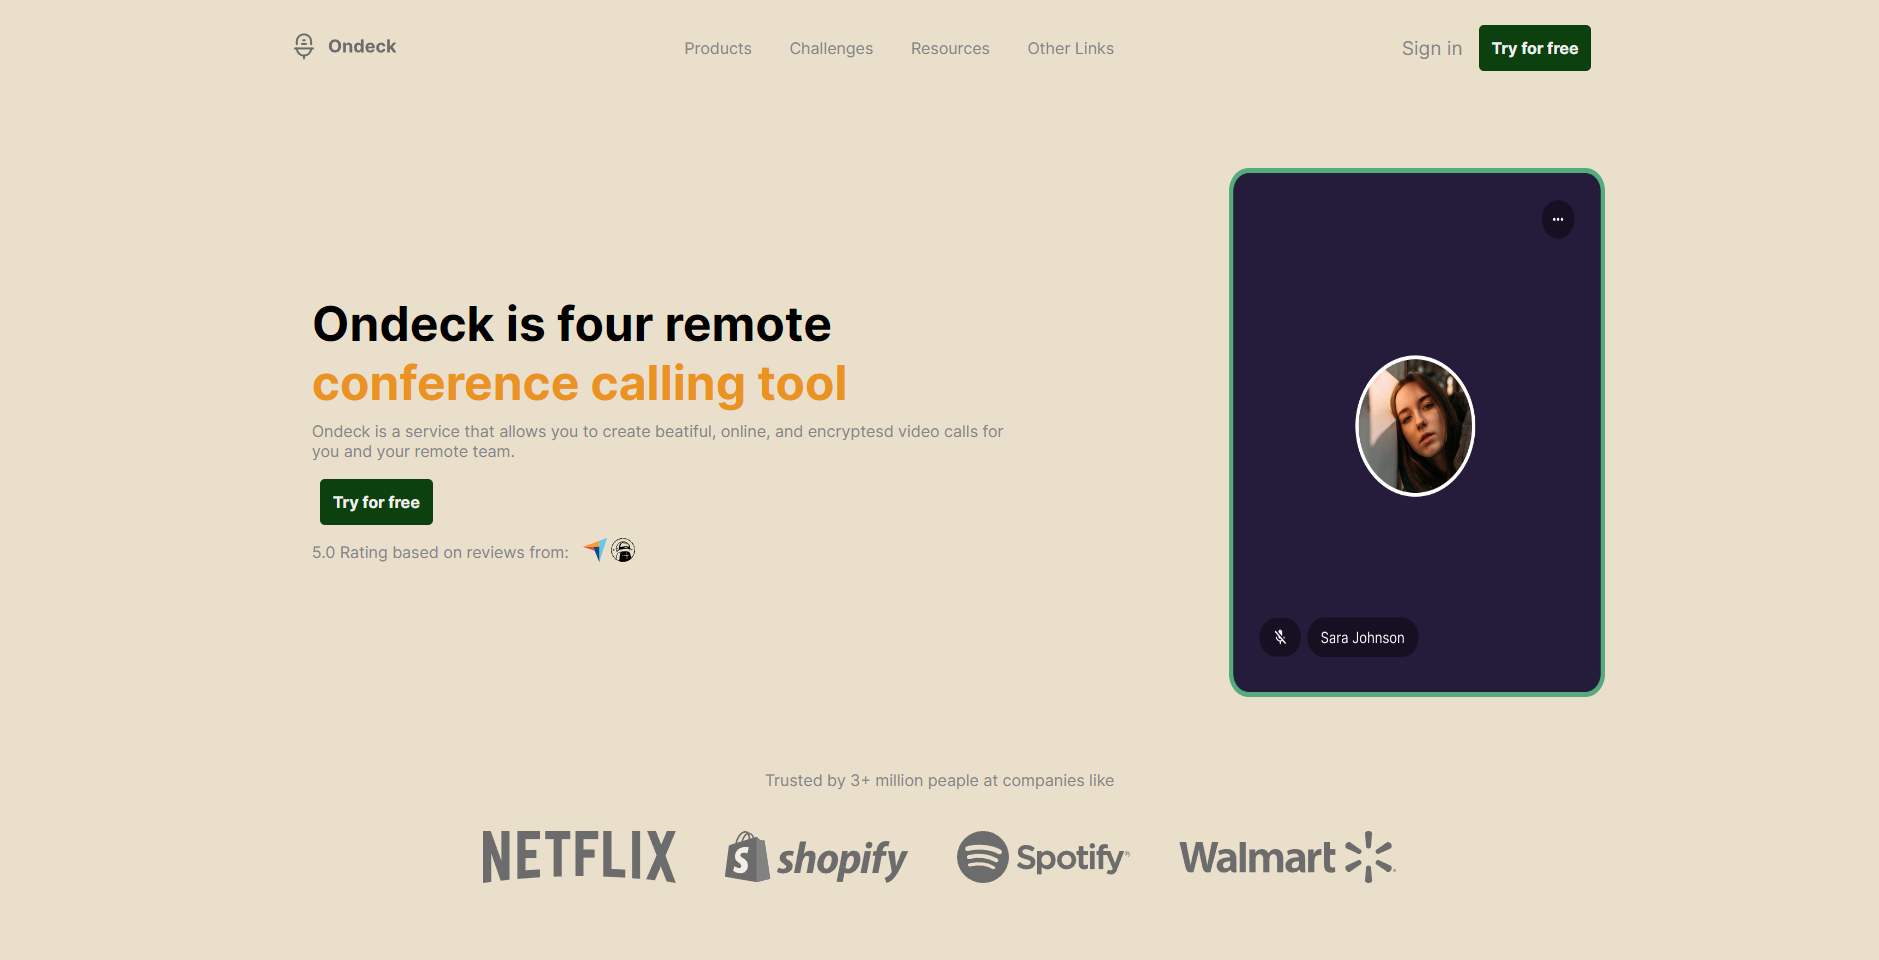 Ondeck
Products Challenges Resources Other Links
Sign in Try for free
Ondeck is four remote
conference calling tool
Ondeck is a service that allows you to create beatiful, online, and encryptesd video calls for
you and your remote team.
Try for free
5.0 Rating based on reviews from:
Sara Johnson
Trusted by 3+ million peaple at companies like
NETFLIX shopify Spotify Walmart